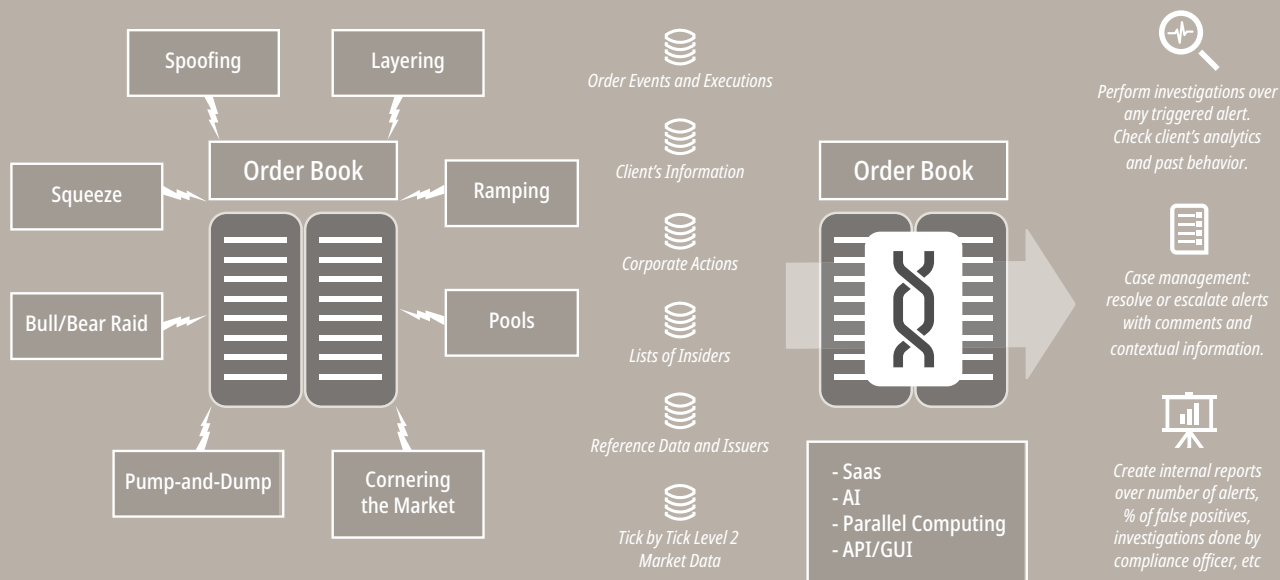 Spoofing
Layering
Order Book
Squeeze
Ramping
Bull/Bear Raid
Pools
Pump-and-Dump
Cornering
the Market
Order Events and Executions
Client's Information
Corporate Actions
Lists of Insiders
Reference Data and Issuers
Tick by Tick Level 2
Market Data
Order Book
- Saas
- AI
- Parallel Computing
- API/GUI
Perform investigations over
any triggered alert.
Check client's analytics
and past behavior.
Case management:
resolve or escalate alerts
with comments and
contextual information.
Create internal reports
over number of alerts,
% of false positives,
investigations done by
compliance officer, etc